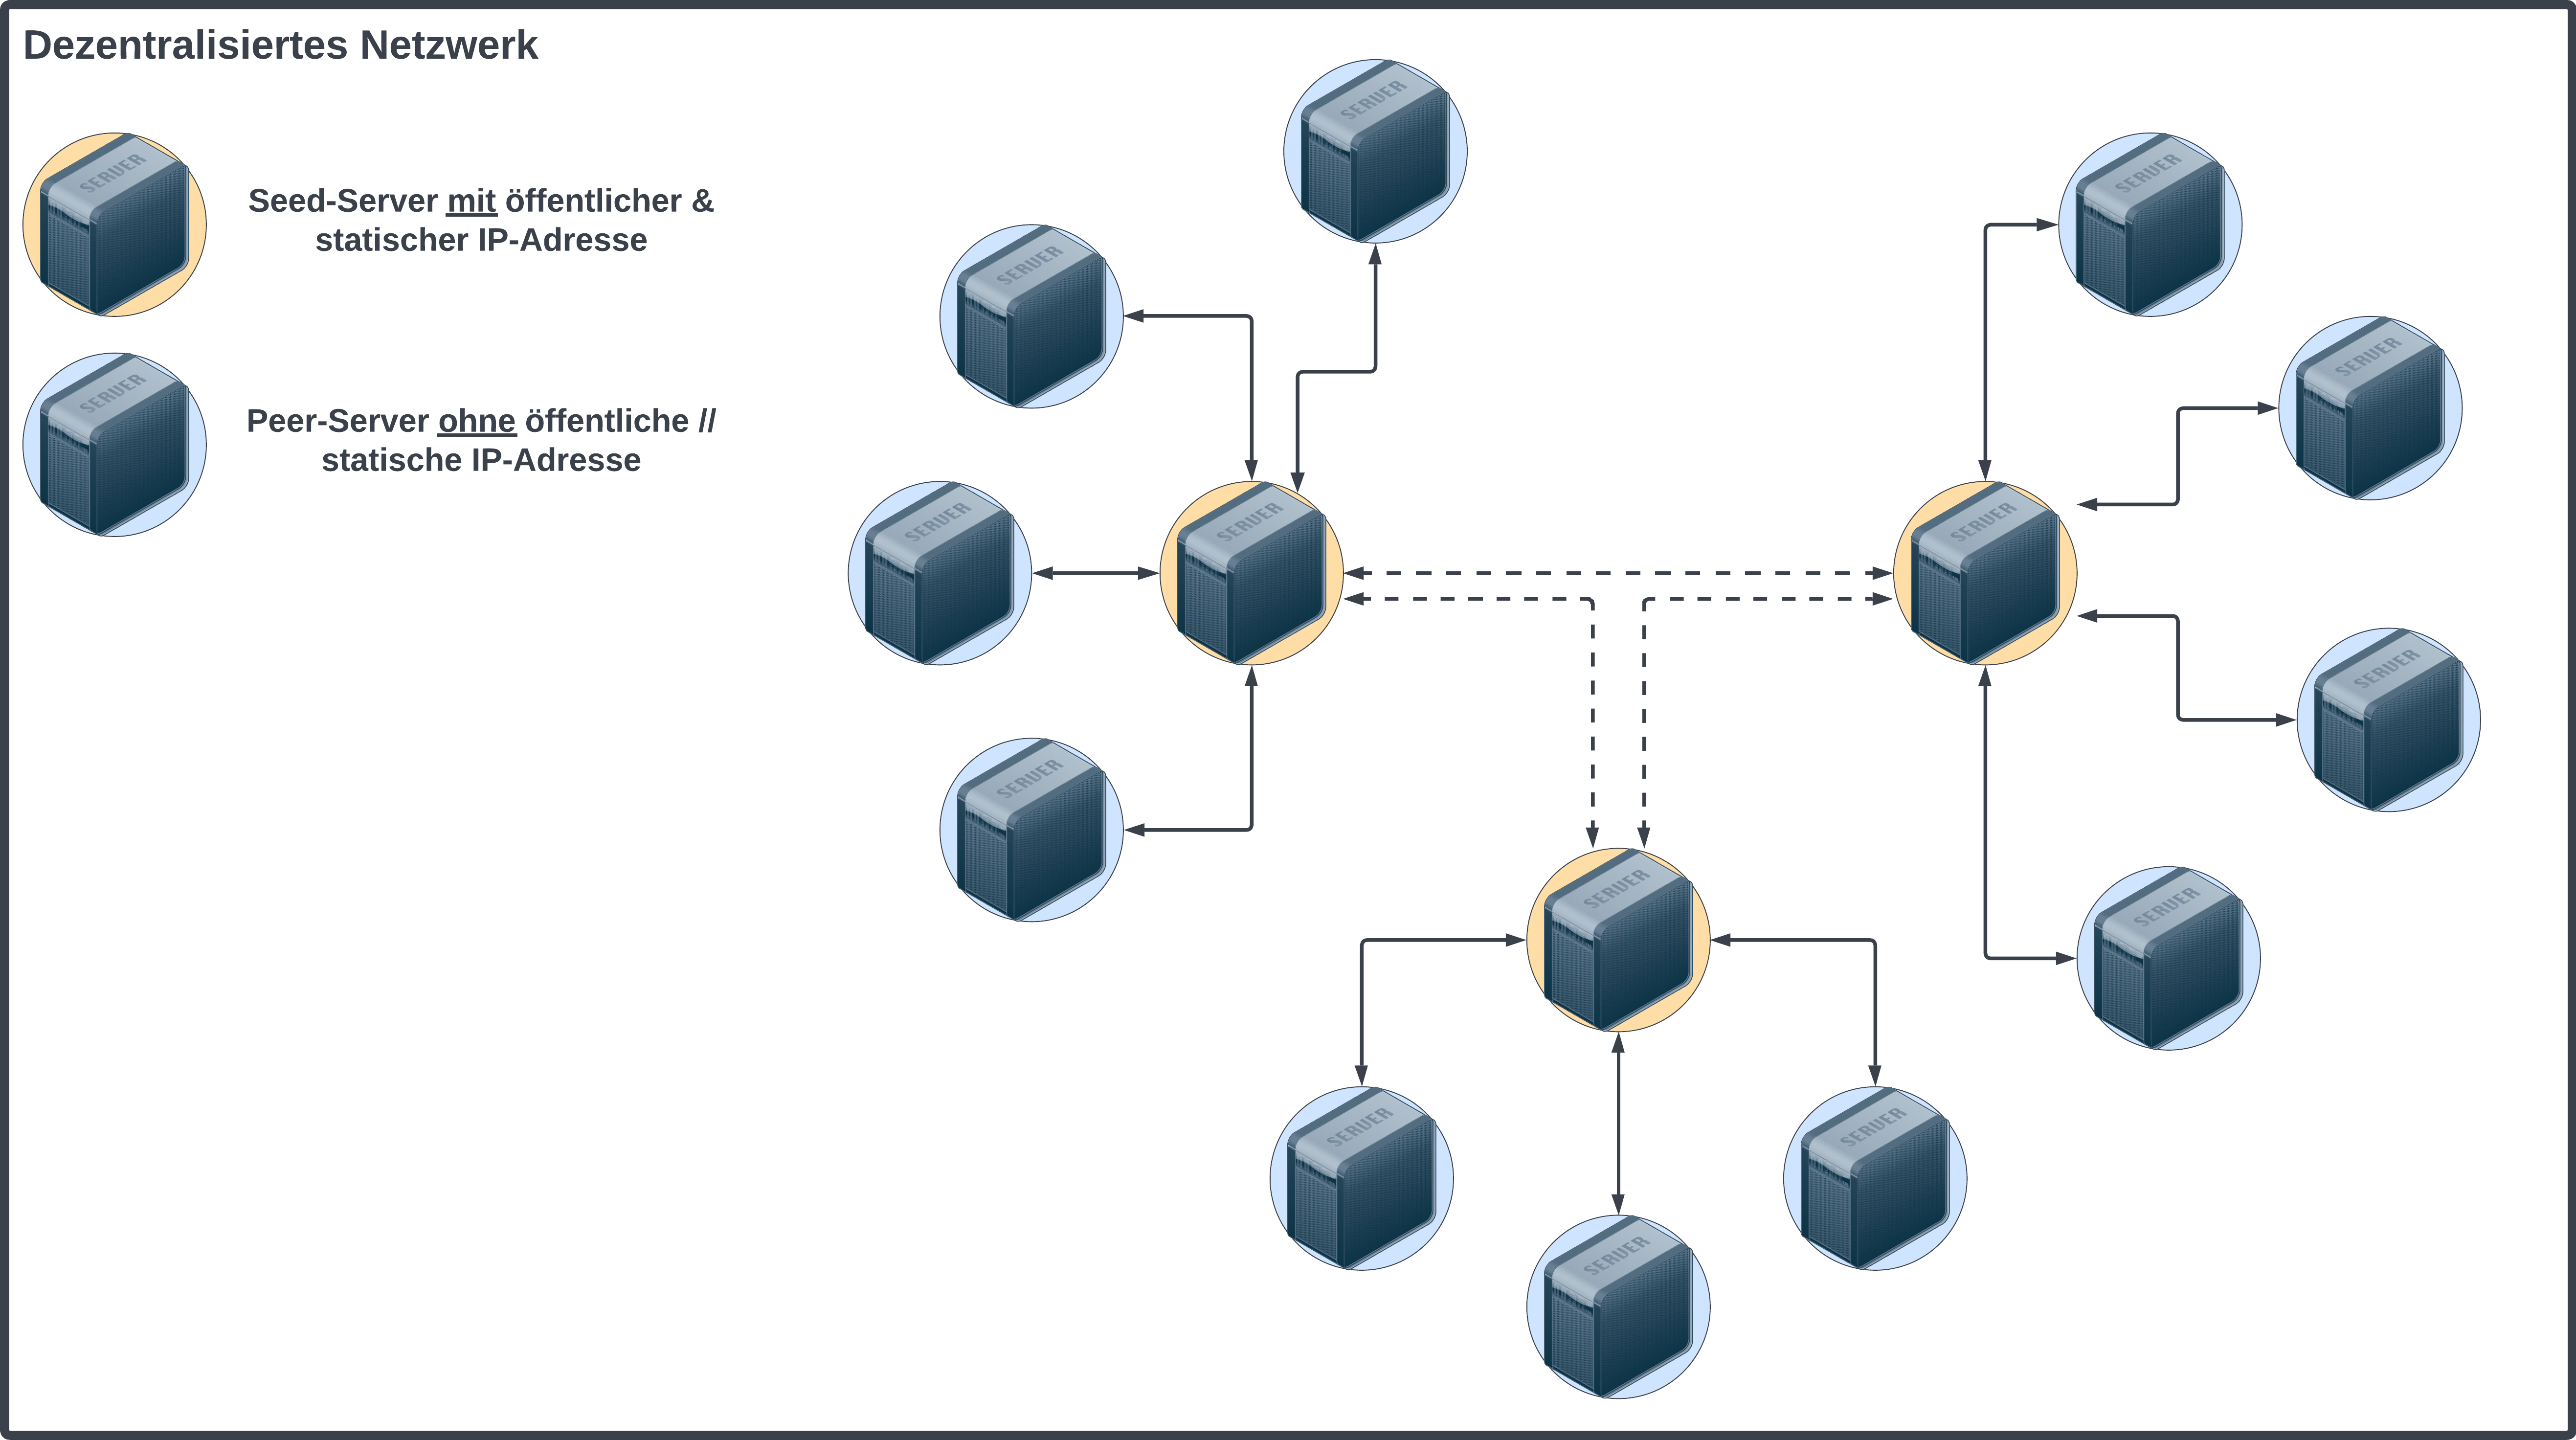 Dezentralisiertes Netzwerk
SERVER
Seed-Server mit öffentlicher &
statischer IP-Adresse
SERVER
Peer-Server ohne öffentliche //
statische IP-Adresse
SERVER
SERVER
SERVER
SERVER
SERVER
SERVER
SERVER
SERVER
SERVER
SERVER
SERVER
SERVER
SERVER
SERVER